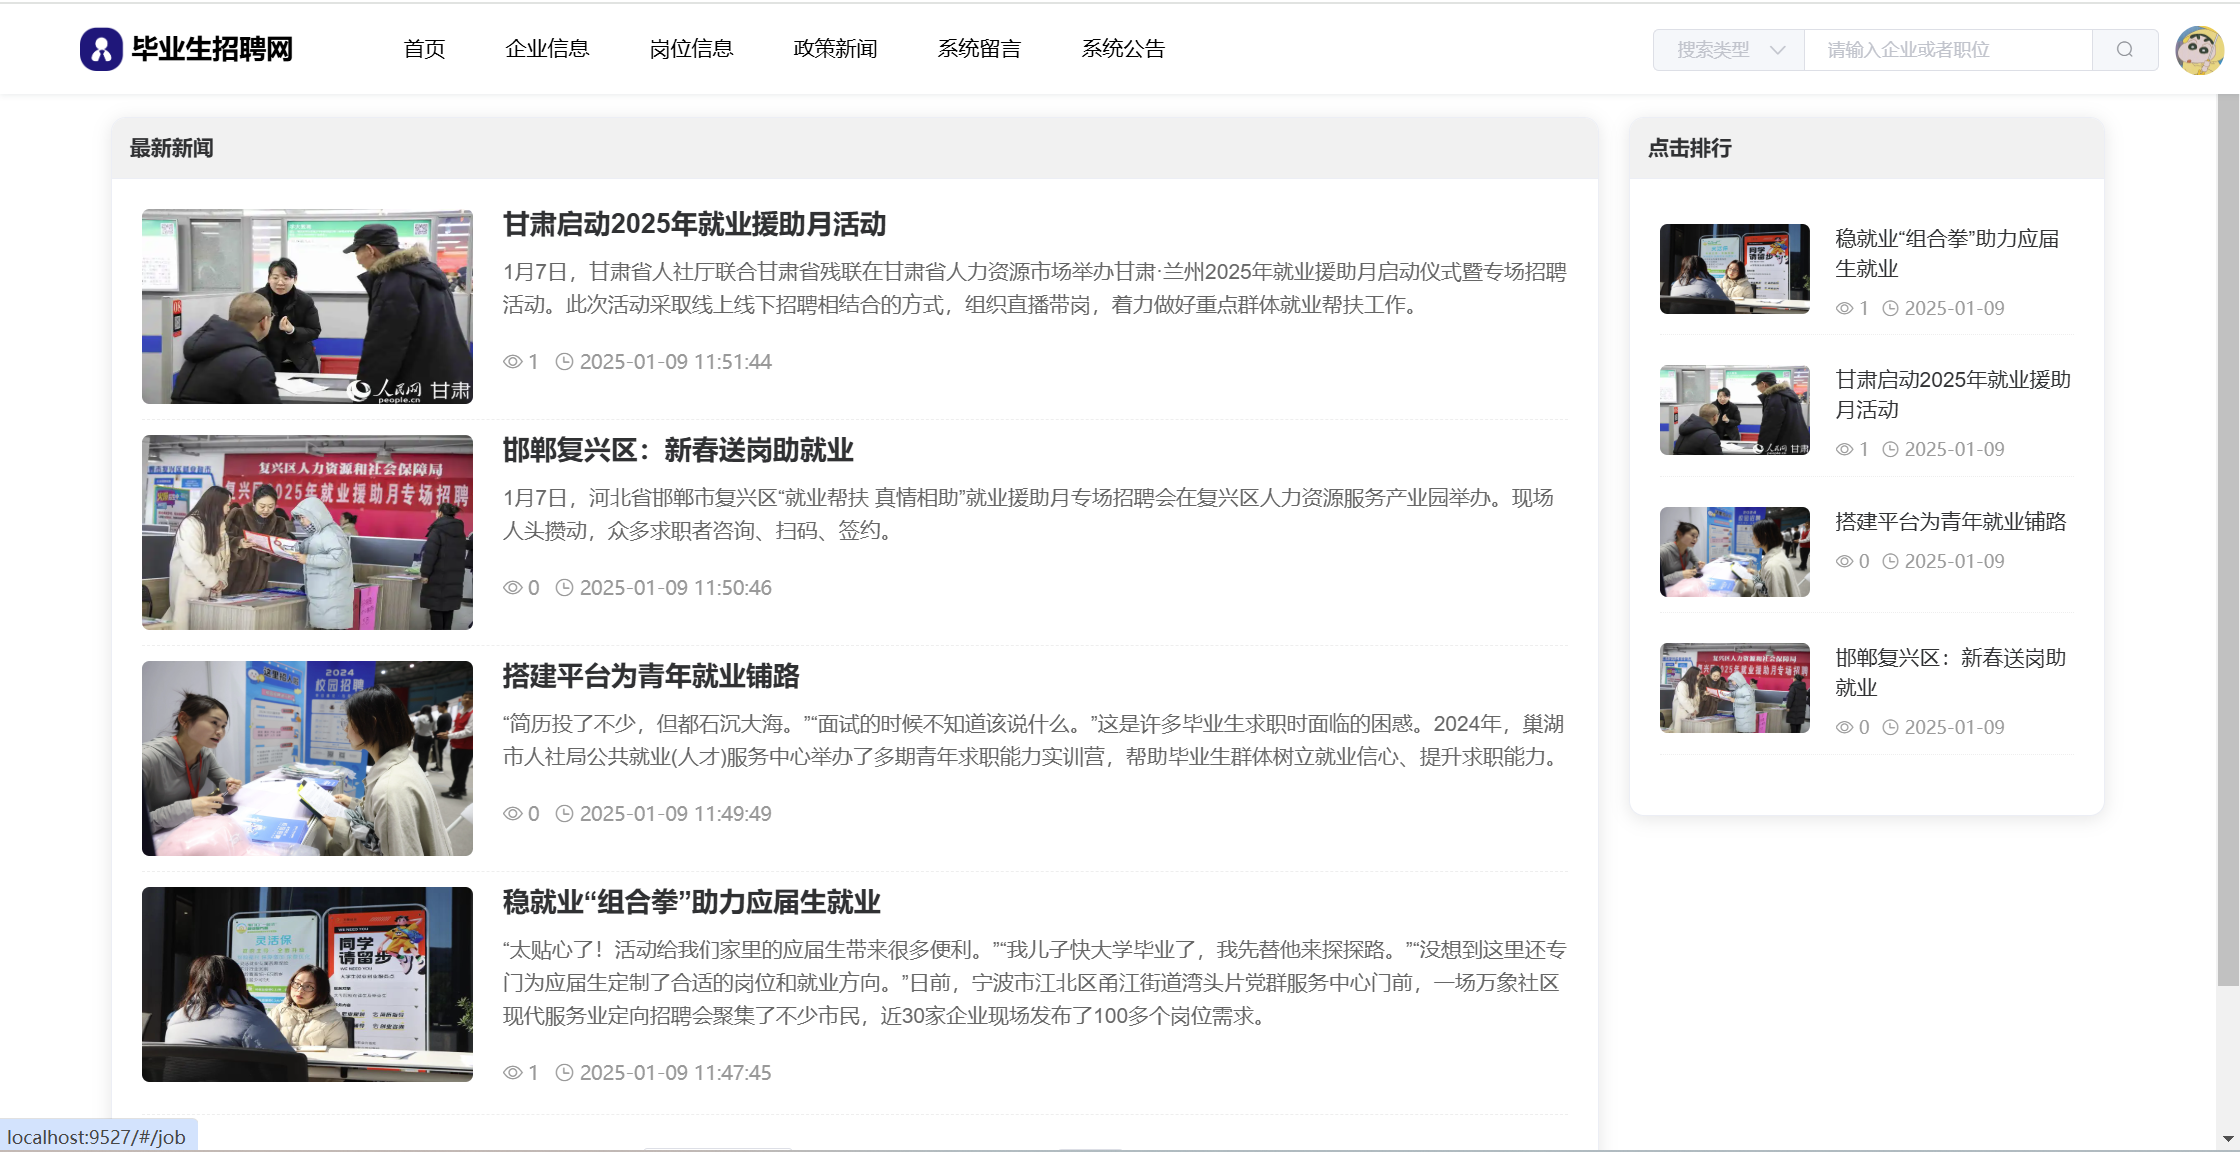 毕业生招聘网
首页
企业信息
岗位信息
政策新闻
系统留言
系统公告
搜索类型
请输入企业或者职位
最新新闻
甘肃启动2025年就业援助月活动
1月7日，甘肃省人社厅联合甘肃省残联在甘肃省人力资源市场举办甘肃·兰州2025年就业援助月启动仪式暨专场招聘
活动。此次活动采取线上线下招聘相结合的方式，组织直播带岗，着力做好重点群体就业帮扶工作。
1 2025-01-09 11:51:44
人民网 甘肃
people.cn
邯郸复兴区：新春送岗助就业
1月7日，河北省邯郸市复兴区“就业帮扶 真情相助”就业援助月专场招聘会在复兴区人力资源服务产业园举办。现场
人头攒动，众多求职者咨询、扫码、签约。
0 2025-01-09 11:50:46
复兴区人力资源和社会保障局
复兴区2025年就业援助月专场招聘
搭建平台为青年就业铺路
“简历投了不少，但都石沉大海。”“面试的时候不知道该说什么。”这是许多毕业生求职时面临的困惑。2024年，巢湖
市人社局公共就业(人才)服务中心举办了多期青年求职能力实训营，帮助毕业生群体树立就业信心、提升求职能力。
0 2025-01-09 11:49:49
2024
校园招聘
稳就业“组合拳”助力应届生就业
“太贴心了！活动给我们家里的应届生带来很多便利。”“我儿子快大学毕业了，我先替他来探探路。”“没想到这里还专
门为应届生定制了合适的岗位和就业方向。”日前，宁波市江北区甬江街道湾头片党群服务中心门前，一场万象社区
现代服务业定向招聘会聚集了不少市民，近30家企业现场发布了100多个岗位需求。
1 2025-01-09 11:47:45
灵活保
WE NEED YOU
同学
请留步
点击排行
稳就业“组合拳”助力应届
生就业
1 2025-01-09
甘肃启动2025年就业援助
月活动
1 2025-01-09
搭建平台为青年就业铺路
0 2025-01-09
邯郸复兴区：新春送岗助
就业
0 2025-01-09
localhost:9527/#/job